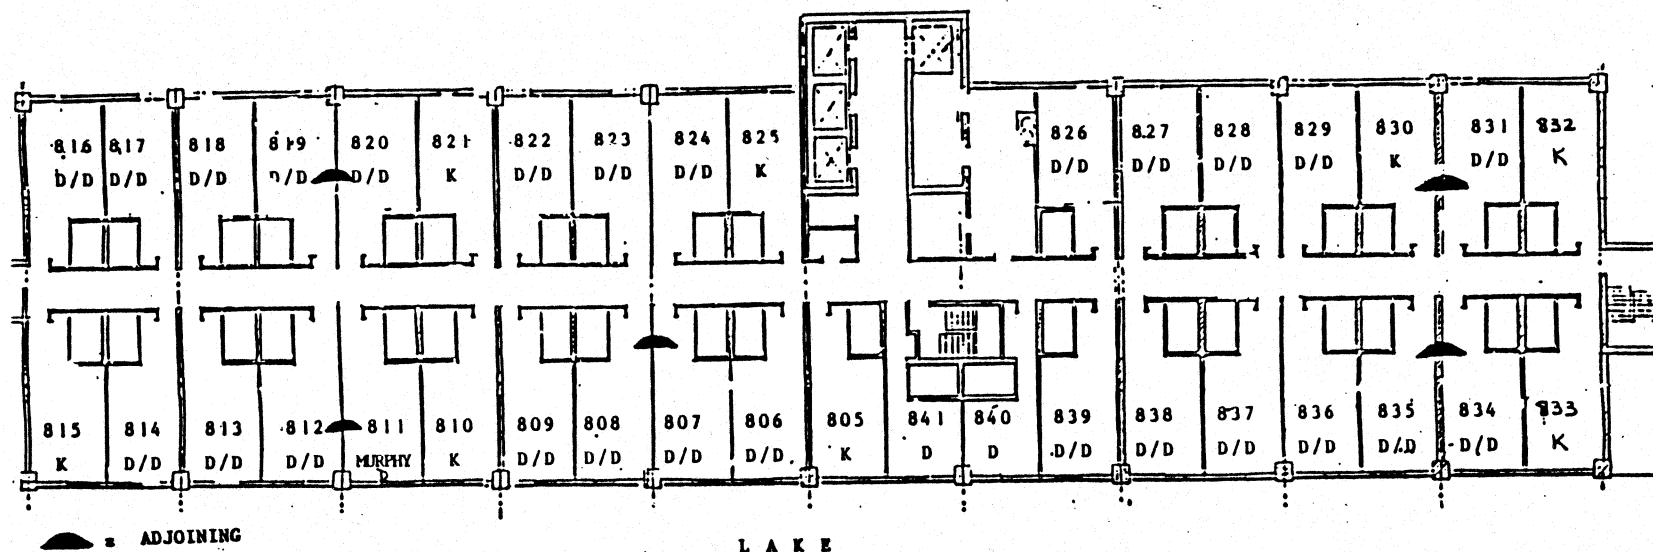 816 817 818 819 820 821 822 823 824 825 826 827 828 829 830 831 832
D/D D/D D/D D/D D/D K D/D D/D D/D K D/D D/D D/D D/D K D/D K
815 814 813 812 811 810 809 808 807 806 805 841 840 839 838 837 836 835 834 833
K D/D D/D D/D MURPHY K D/D D/D D/D D/D K D D D/D D/D D/D D/D D/D D/D K
= ADJOINING
LAKE